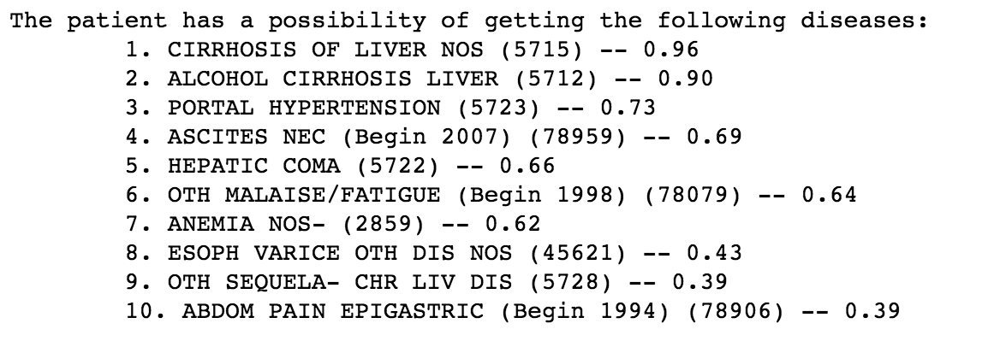 The patient has a possibility of getting the following diseases:
1. CIRRHOSIS OF LIVER NOS (5715) -- 0.96
2. ALCOHOL CIRRHOSIS LIVER (5712) -- 0.90
3. PORTAL HYPERTENSION (5723) -- 0.73
4. ASCITES NEC (Begin 2007) (78959) -- 0.69
5. HEPATIC COMA (5722) -- 0.66
6. OTH MALAISE/FATIGUE (Begin 1998) (78079) -- 0.64
7. ANEMIA NOS- (2859) -- 0.62
8. ESOPH VARICE OTH DIS NOS (45621) -- 0.43
9. OTH SEQUELA- CHR LIV DIS (5728) -- 0.39
10. ABDOM PAIN EPIGASTRIC (Begin 1994) (78906) -- 0.39